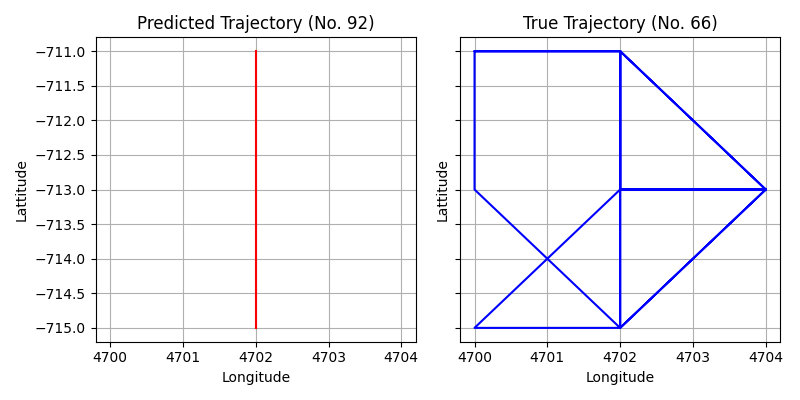 Predicted Trajectory (No. 92)
True Trajectory (No. 66)
−711.0
−711.5
−712.0
−712.5
−713.0
−713.5
−714.0
−714.5
−715.0
Lattitude
Lattitude
4700 4701 4702 4703 4704
4700 4701 4702 4703 4704
Longitude
Longitude